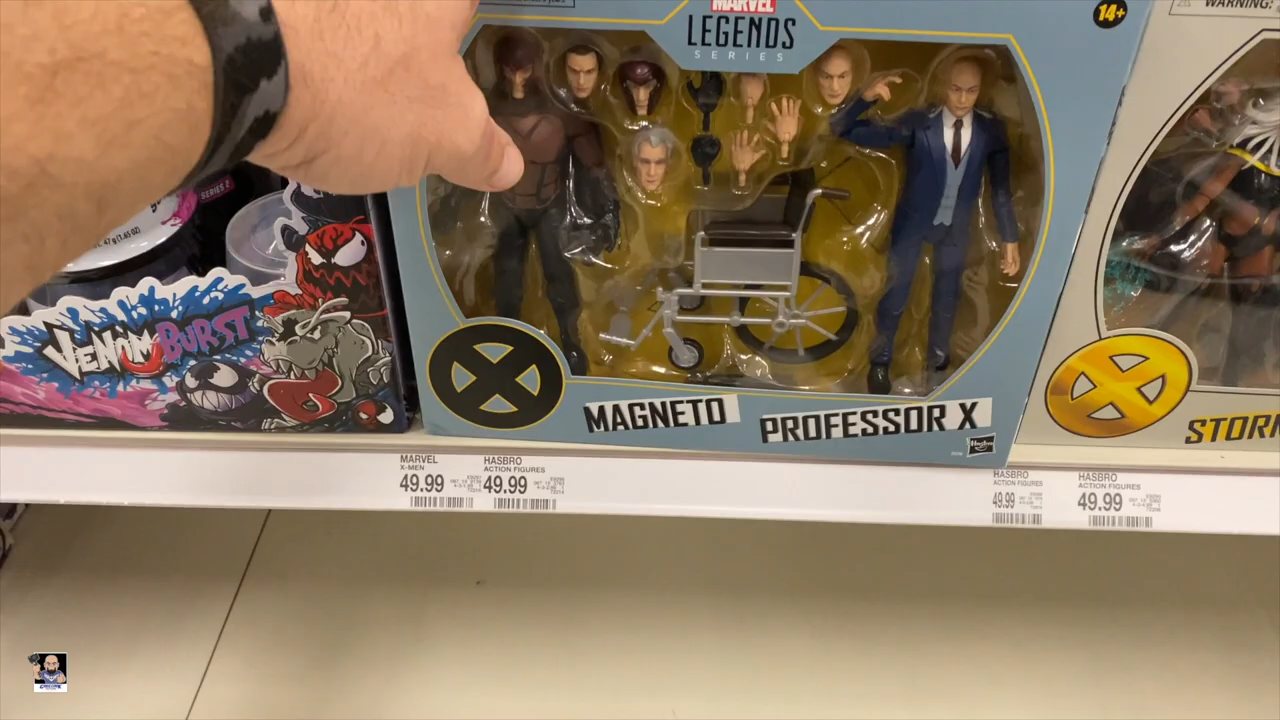 MARVEL
LEGENDS
SERIES
14+
WARNING:
SERIES 2
VENOM BURST
MAGNETO
PROFESSOR X
Hasbro
STORM
MARVEL
X-MEN
49.99
HASBRO
ACTION FIGURES
49.99
HASBRO
ACTION FIGURES
49.99
HASBRO
ACTION FIGURES
49.99